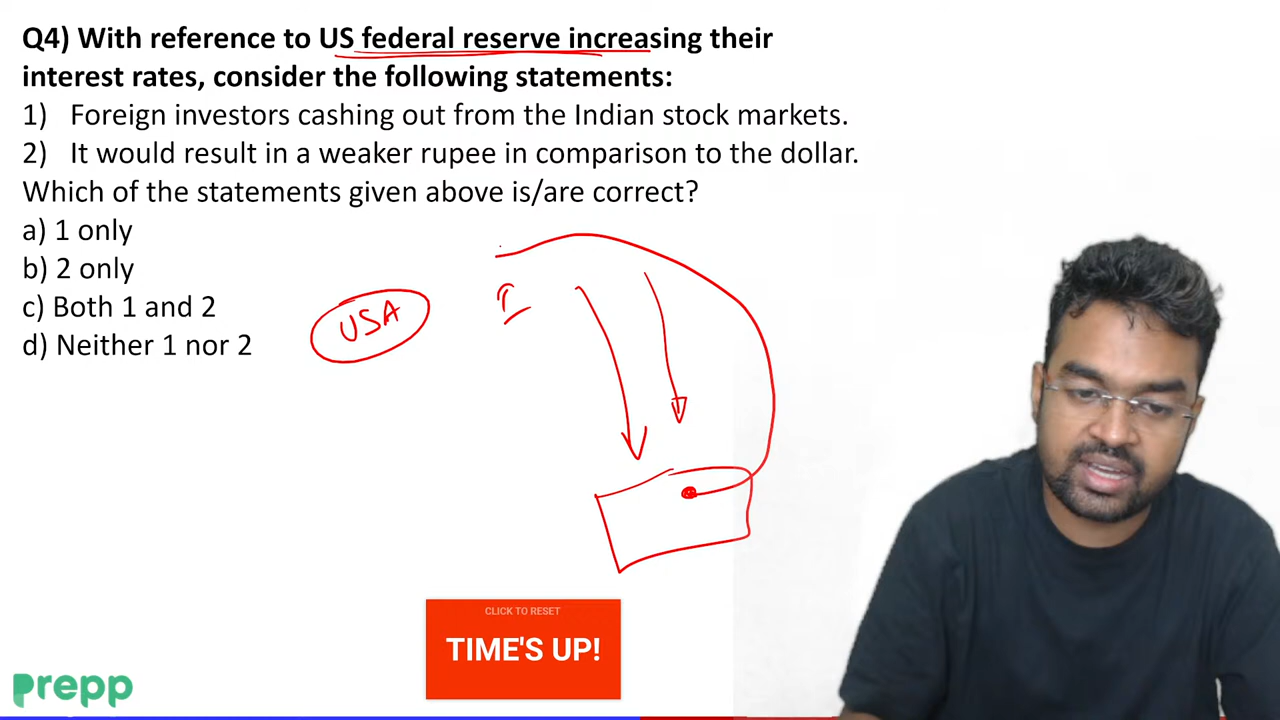 Q4) With reference to US federal reserve increasing their
interest rates, consider the following statements:
1) Foreign investors cashing out from the Indian stock markets.
2) It would result in a weaker rupee in comparison to the dollar.
Which of the statements given above is/are correct?
a) 1 only
b) 2 only
c) Both 1 and 2
d) Neither 1 nor 2
USA
CLICK TO RESET
TIME'S UP!
prepp